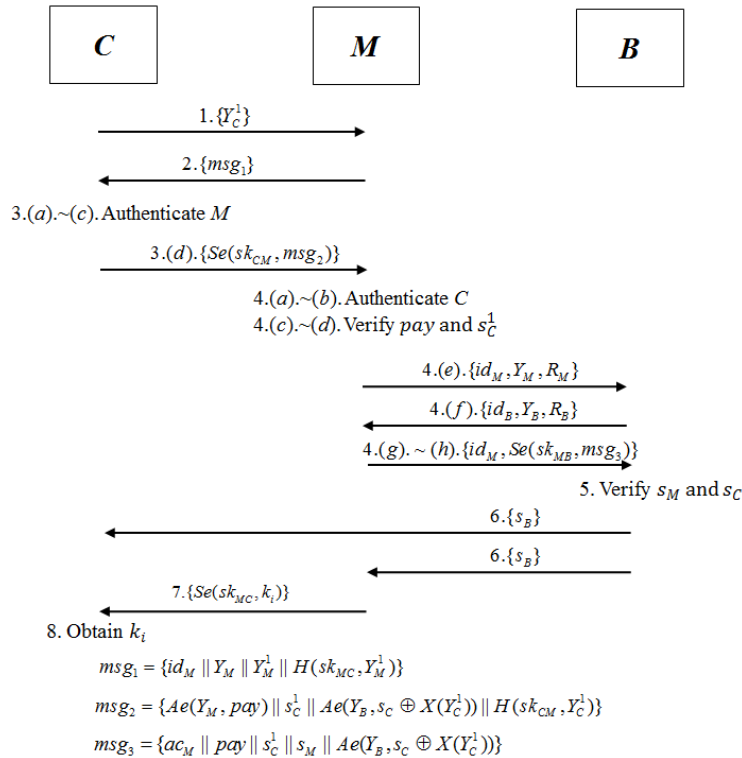 C M B
1.{Y_C^1}
2.{msg_1}
3.(a).~(c). Authenticate M
3.(d).{Se(sk_CM, msg_2)}
4.(a).~(b). Authenticate C
4.(c).~(d). Verify pay and s_C^1
4.(e).{id_M, Y_M, R_M}
4.(f).{id_B, Y_B, R_B}
4.(g). ~ (h).{id_M, Se(sk_MB, msg_3)}
5. Verify s_M and s_C
6.{s_B}
6.{s_B}
7.{Se(sk_MC, k_i)}
8. Obtain k_i
msg_1 = {id_M || Y_M || Y_M^1 || H(sk_MC, Y_M^1)}
msg_2 = {Ae(Y_M, pay) || s_C^1 || Ae(Y_B, s_C ⊕ X(Y_C^1)) || H(sk_CM, Y_C^1)}
msg_3 = {ac_M || pay || s_C^1 || s_M || Ae(Y_B, s_C ⊕ X(Y_C^1))}